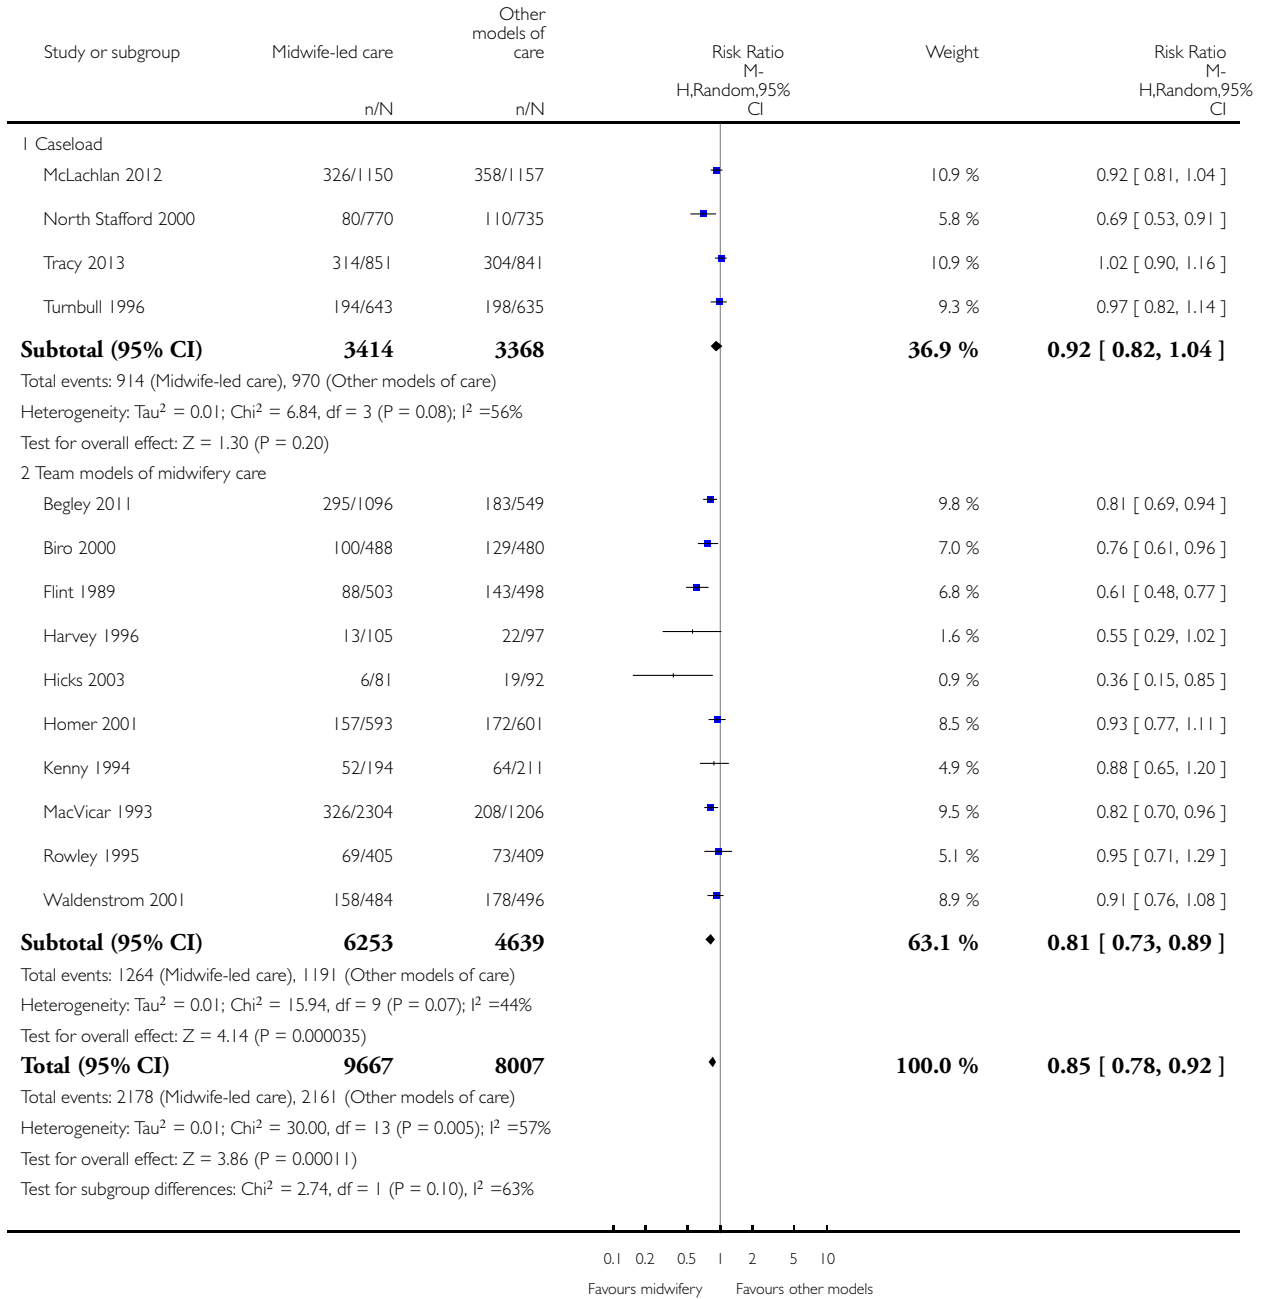 Study or subgroup Midwife-led care Other models of care Risk Ratio Weight Risk Ratio
n/N n/N M-H,Random,95% CI M-H,Random,95% CI
1 Caseload
McLachlan 2012 326/1150 358/1157 10.9 % 0.92 [ 0.81, 1.04 ]
North Stafford 2000 80/770 110/735 5.8 % 0.69 [ 0.53, 0.91 ]
Tracy 2013 314/851 304/841 10.9 % 1.02 [ 0.90, 1.16 ]
Turnbull 1996 194/643 198/635 9.3 % 0.97 [ 0.82, 1.14 ]
Subtotal (95% CI) 3414 3368 36.9 % 0.92 [ 0.82, 1.04 ]
Total events: 914 (Midwife-led care), 970 (Other models of care)
Heterogeneity: Tau² = 0.01; Chi² = 6.84, df = 3 (P = 0.08); I² =56%
Test for overall effect: Z = 1.30 (P = 0.20)
2 Team models of midwifery care
Begley 2011 295/1096 183/549 9.8 % 0.81 [ 0.69, 0.94 ]
Biro 2000 100/488 129/480 7.0 % 0.76 [ 0.61, 0.96 ]
Flint 1989 88/503 143/498 6.8 % 0.61 [ 0.48, 0.77 ]
Harvey 1996 13/105 22/97 1.6 % 0.55 [ 0.29, 1.02 ]
Hicks 2003 6/81 19/92 0.9 % 0.36 [ 0.15, 0.85 ]
Homer 2001 157/593 172/601 8.5 % 0.93 [ 0.77, 1.11 ]
Kenny 1994 52/194 64/211 4.9 % 0.88 [ 0.65, 1.20 ]
MacVicar 1993 326/2304 208/1206 9.5 % 0.82 [ 0.70, 0.96 ]
Rowley 1995 69/405 73/409 5.1 % 0.95 [ 0.71, 1.29 ]
Waldenstrom 2001 158/484 178/496 8.9 % 0.91 [ 0.76, 1.08 ]
Subtotal (95% CI) 6253 4639 63.1 % 0.81 [ 0.73, 0.89 ]
Total events: 1264 (Midwife-led care), 1191 (Other models of care)
Heterogeneity: Tau² = 0.01; Chi² = 15.94, df = 9 (P = 0.07); I² =44%
Test for overall effect: Z = 4.14 (P = 0.000035)
Total (95% CI) 9667 8007 100.0 % 0.85 [ 0.78, 0.92 ]
Total events: 2178 (Midwife-led care), 2161 (Other models of care)
Heterogeneity: Tau² = 0.01; Chi² = 30.00, df = 13 (P = 0.005); I² =57%
Test for overall effect: Z = 3.86 (P = 0.00011)
Test for subgroup differences: Chi² = 2.74, df = 1 (P = 0.10), I² =63%
0.1 0.2 0.5 1 2 5 10
Favours midwifery Favours other models